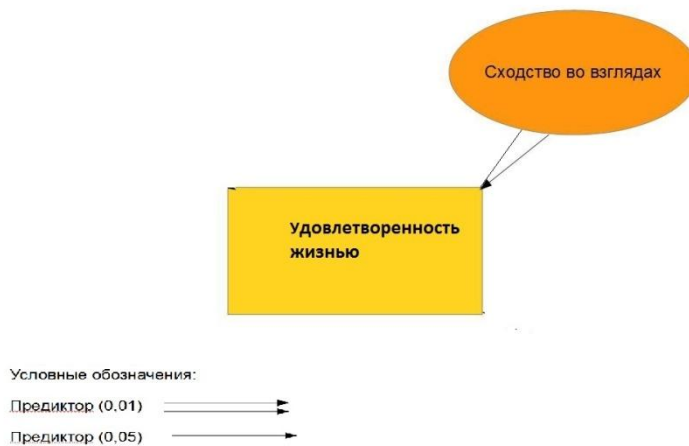 Сходство во взглядах
Удовлетворенность
жизнью
Условные обозначения:
Предиктор (0,01)
Предиктор (0,05)